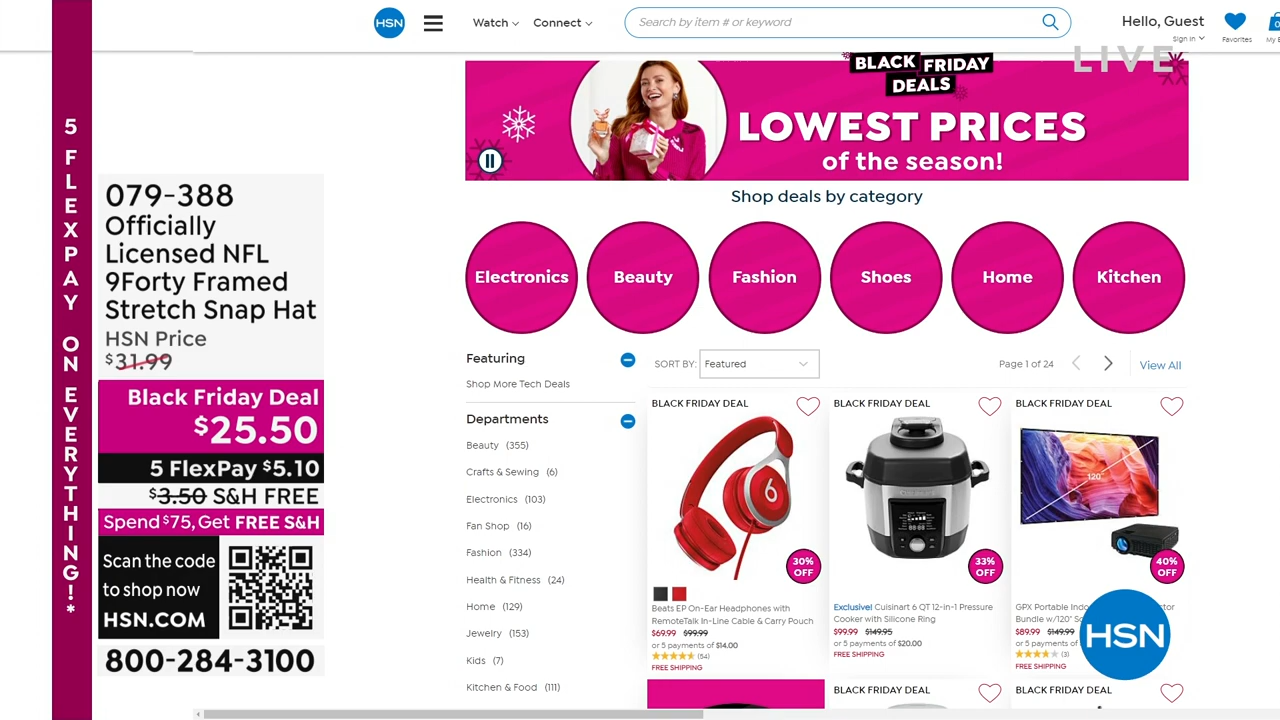 HSN
Watch
Connect
Search by item # or keyword
Hello, Guest
Sign In
Favorites
0
LIVE
5 FLEXPAY ON EVERYTHING!*
079-388
Officially
Licensed NFL
9Forty Framed
Stretch Snap Hat
HSN Price
$31.99
Black Friday Deal
$25.50
5 FlexPay $5.10
$3.50 S&H FREE
Spend $75, Get FREE S&H
Scan the code
to shop now
HSN.COM
800-284-3100
BLACK FRIDAY
DEALS
LOWEST PRICES
of the season!
Shop deals by category
Electronics
Beauty
Fashion
Shoes
Home
Kitchen
Featuring
Shop More Tech Deals
Departments
Beauty (355)
Crafts & Sewing (6)
Electronics (103)
Fan Shop (16)
Fashion (334)
Health & Fitness (24)
Home (129)
Jewelry (153)
Kids (7)
Kitchen & Food (111)
SORT BY: Featured
Page 1 of 24
View All
BLACK FRIDAY DEAL
30%
OFF
Beats EP On-Ear Headphones with
RemoteTalk In-Line Cable & Carry Pouch
$69.99 $99.99
or 5 payments of $14.00
(54)
FREE SHIPPING
BLACK FRIDAY DEAL
33%
OFF
Exclusive! Cuisinart 6 QT 12-in-1 Pressure
Cooker with Silicone Ring
$99.99 $149.95
or 5 payments of $20.00
FREE SHIPPING
BLACK FRIDAY DEAL
120"
40%
OFF
GPX Portable
Bundle w/120"
$89.99 $149.99
or 5 payments of
(3)
FREE SHIPPING
HSN
BLACK FRIDAY DEAL
BLACK FRIDAY DEAL